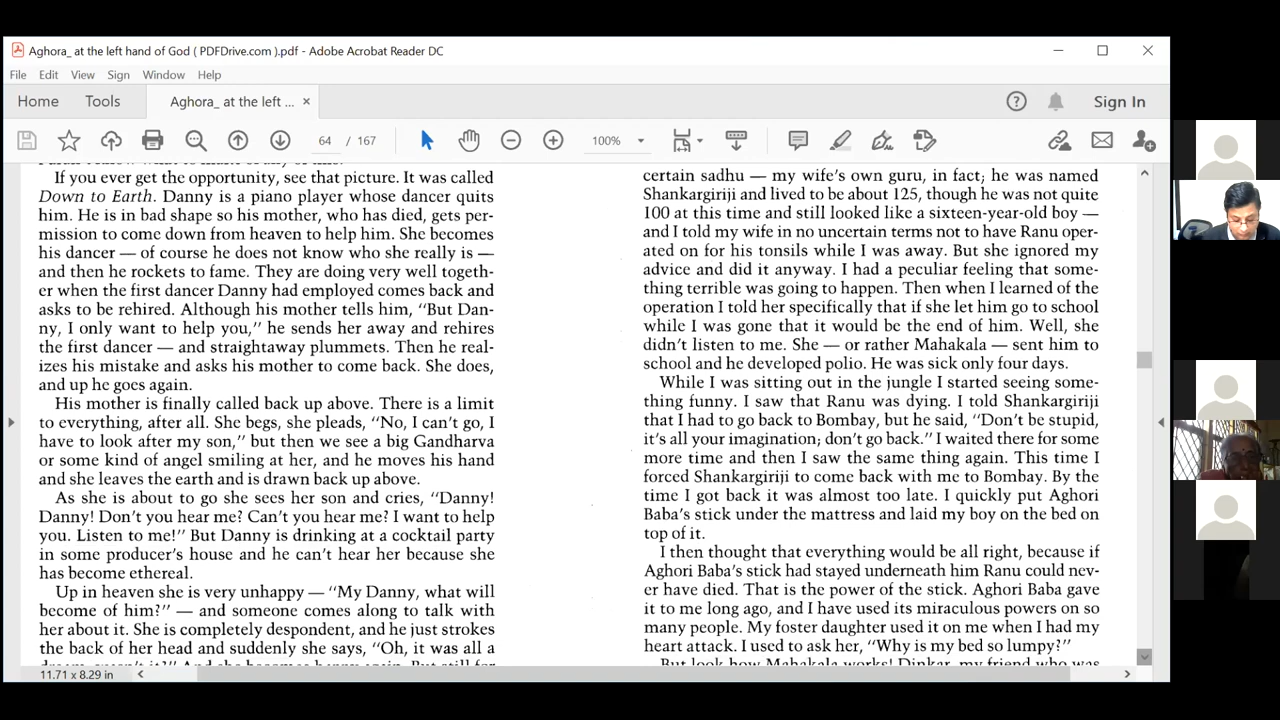 Aghora_ at the left hand of God ( PDFDrive.com ).pdf - Adobe Acrobat Reader DC
File Edit View Sign Window Help
Home Tools Aghora_ at the left ... × Sign In
64 / 167 100%
If you ever get the opportunity, see that picture. It was called
Down to Earth. Danny is a piano player whose dancer quits
him. He is in bad shape so his mother, who has died, gets per-
mission to come down from heaven to help him. She becomes
his dancer — of course he does not know who she really is —
and then he rockets to fame. They are doing very well togeth-
er when the first dancer Danny had employed comes back and
asks to be rehired. Although his mother tells him, “But Dan-
ny, I only want to help you,” he sends her away and rehires
the first dancer — and straightaway plummets. Then he real-
izes his mistake and asks his mother to come back. She does,
and up he goes again.
His mother is finally called back up above. There is a limit
to everything, after all. She begs, she pleads, “No, I can’t go, I
have to look after my son,” but then we see a big Gandharva
or some kind of angel smiling at her, and he moves his hand
and she leaves the earth and is drawn back up above.
As she is about to go she sees her son and cries, “Danny!
Danny! Don’t you hear me? Can’t you hear me? I want to help
you. Listen to me!” But Danny is drinking at a cocktail party
in some producer’s house and he can’t hear her because she
has become ethereal.
Up in heaven she is very unhappy — “My Danny, what will
become of him?” — and someone comes along to talk with
her about it. She is completely despondent, and he just strokes
the back of her head and suddenly she says, “Oh, it was all a
certain sadhu — my wife’s own guru, in fact; he was named
Shankargiriji and lived to be about 125, though he was not quite
100 at this time and still looked like a sixteen-year-old boy —
and I told my wife in no uncertain terms not to have Ranu oper-
ated on for his tonsils while I was away. But she ignored my
advice and did it anyway. I had a peculiar feeling that some-
thing terrible was going to happen. Then when I learned of the
operation I told her specifically that if she let him go to school
while I was gone that it would be the end of him. Well, she
didn’t listen to me. She — or rather Mahakala — sent him to
school and he developed polio. He was sick only four days.
While I was sitting out in the jungle I started seeing some-
thing funny. I saw that Ranu was dying. I told Shankargiriji
that I had to go back to Bombay, but he said, “Don’t be stupid,
it’s all your imagination; don’t go back.” I waited there for some
more time and then I saw the same thing again. This time I
forced Shankargiriji to come back with me to Bombay. By the
time I got back it was almost too late. I quickly put Aghori
Baba’s stick under the mattress and laid my boy on the bed on
top of it.
I then thought that everything would be all right, because if
Aghori Baba’s stick had stayed underneath him Ranu could nev-
er have died. That is the power of the stick. Aghori Baba gave
it to me long ago, and I have used its miraculous powers on so
many people. My foster daughter used it on me when I had my
heart attack. I used to ask her, “Why is my bed so lumpy?”
But look how Mahakala works! Dinkar, my friend who was
11.71 x 8.29 in